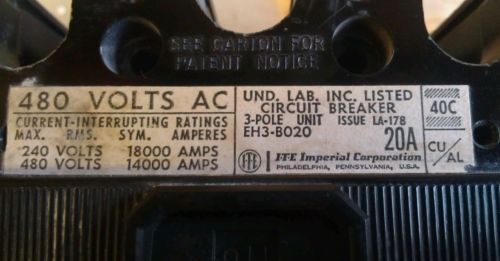 SEE CARTON FOR
PATENT NOTICE
480 VOLTS AC
CURRENT-INTERRUPTING RATINGS
MAX. RMS. SYM. AMPERES
240 VOLTS 18000 AMPS
480 VOLTS 14000 AMPS
UND. LAB. INC. LISTED
CIRCUIT BREAKER
3-POLE UNIT ISSUE LA-178
EH3-B020 20A
ITE I-T-E Imperial Corporation
PHILADELPHIA, PENNSYLVANIA, U.S.A.
40C
CU/
AL